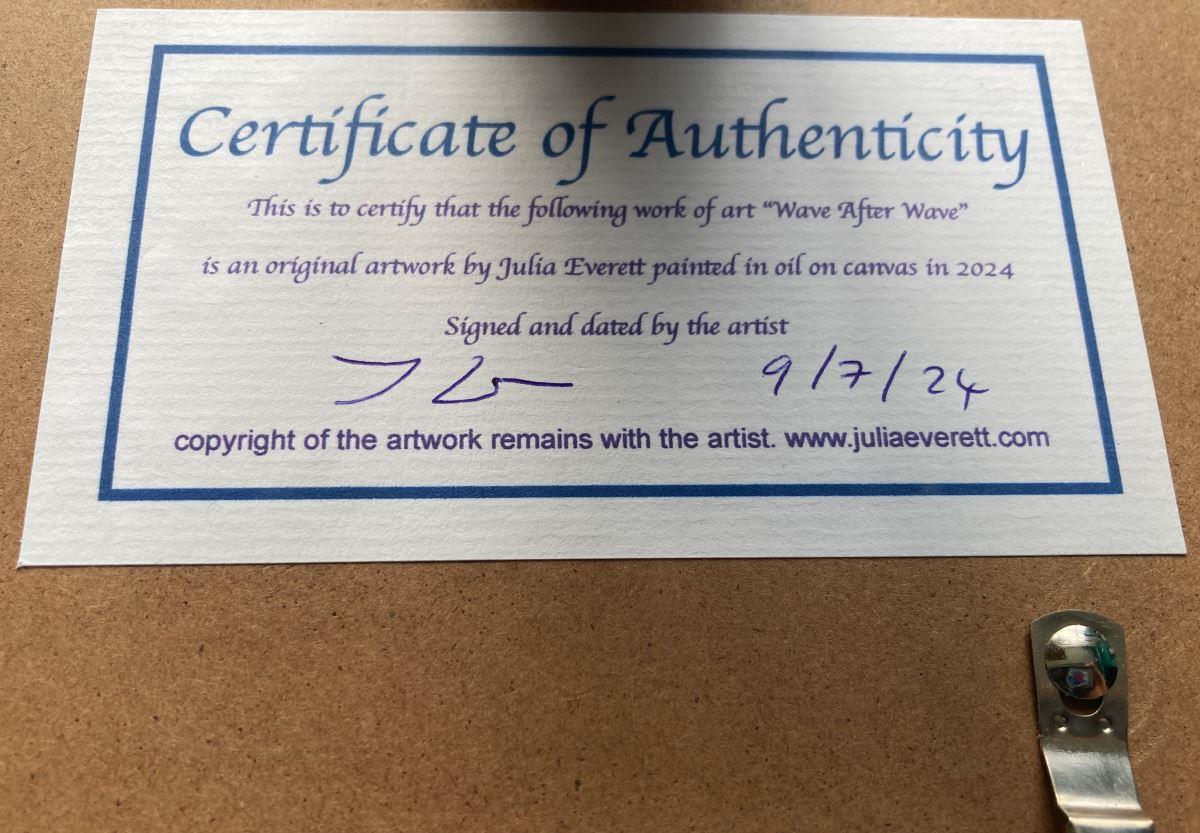 Certificate of Authenticity
This is to certify that the following work of art “Wave After Wave”
is an original artwork by Julia Everett painted in oil on canvas in 2024
Signed and dated by the artist
9/7/24
copyright of the artwork remains with the artist. www.juliaeverett.com